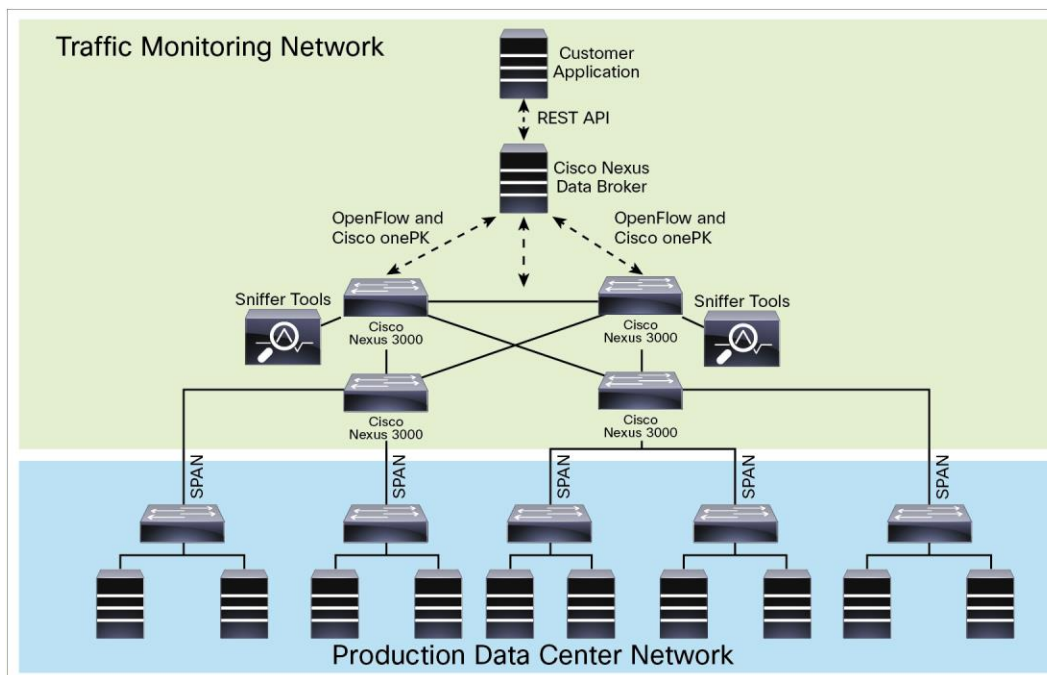 Traffic Monitoring Network
Customer
Application
REST API
Cisco Nexus
Data Broker
OpenFlow and
Cisco onePK
OpenFlow and
Cisco onePK
Sniffer Tools
Sniffer Tools
Cisco
Nexus 3000
Cisco
Nexus 3000
Cisco
Nexus 3000
Cisco
Nexus 3000
SPAN
SPAN
SPAN
SPAN
SPAN
Production Data Center Network